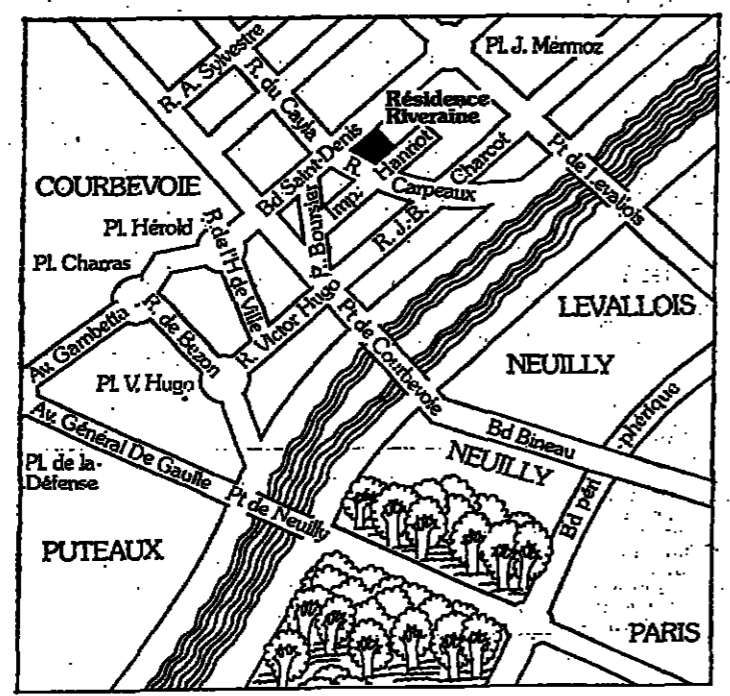 Pl. J. Mermoz
R. A. Sylvestre
R. du Cayla
Résidence
Riveraine
Bd Saint-Denis
P.
Hanriot
Charcot
Pt de Levallois
COURBEVOIE
Imp.
Carpeaux
Pl. Hérold
R. de l'H de Ville
P. Boursier
R. J.-B.
Pl. Charras
R. Victor Hugo
LEVALLOIS
R. de Bezon
Pt de Courbevoie
NEUILLY
Av. Gambetta
Pl. V. Hugo
Bd péri -phérique
Av. Général De Gaulle
Bd Bineau
NEUILLY
Pl. de la
Défense
Pt de Neuilly
PUTEAUX
PARIS